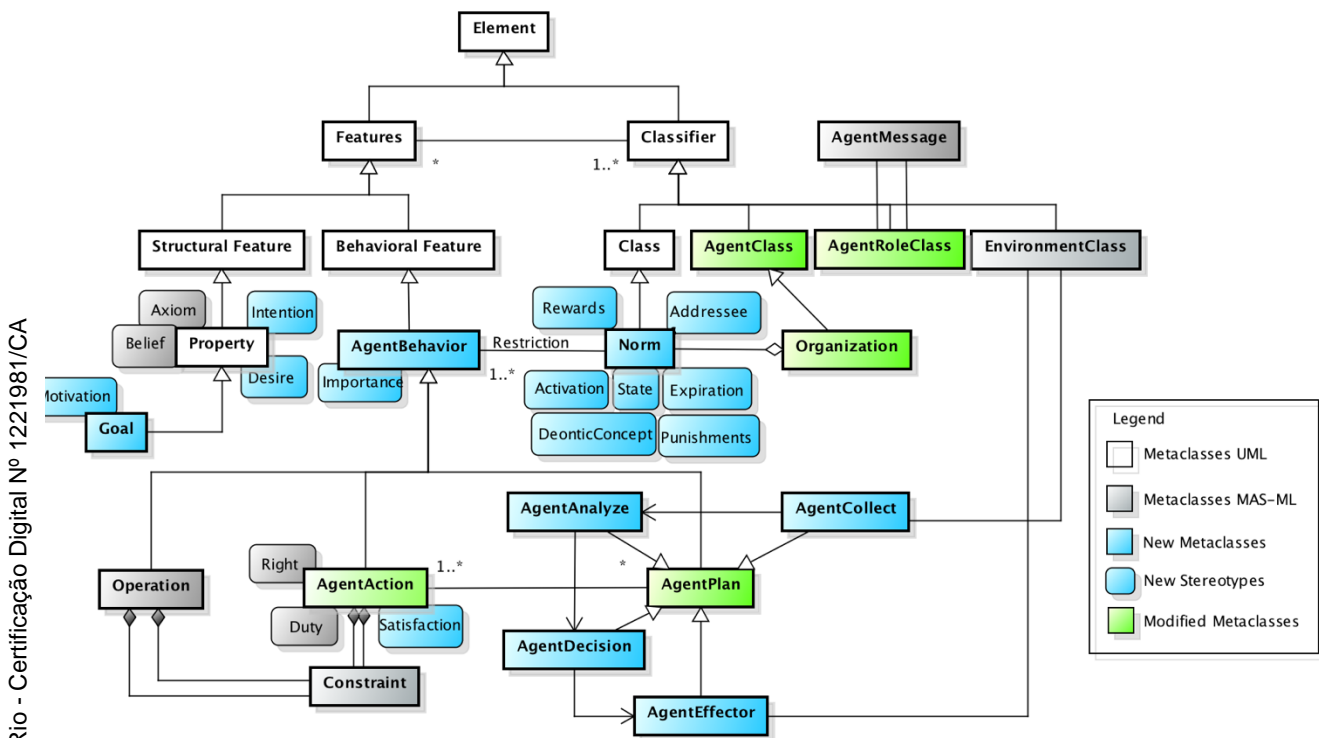 Element
Features
Classifier
AgentMessage
*
1..*
Structural Feature
Behavioral Feature
Class
AgentClass
AgentRoleClass
EnvironmentClass
Axiom
Intention
Rewards
Addressee
Belief
Property
AgentBehavior
Restriction
Norm
Organization
Desire
Importance
1..*
Activation
State
Expiration
Motivation
Goal
DeonticConcept
Punishments
Legend
Metaclasses UML
Metaclasses MAS-ML
New Metaclasses
New Stereotypes
Modified Metaclasses
AgentAnalyze
AgentCollect
Right
1..*
*
Operation
AgentAction
AgentPlan
Duty
Satisfaction
AgentDecision
Constraint
AgentEffector
Rio - Certificação Digital Nº 1221981/CA